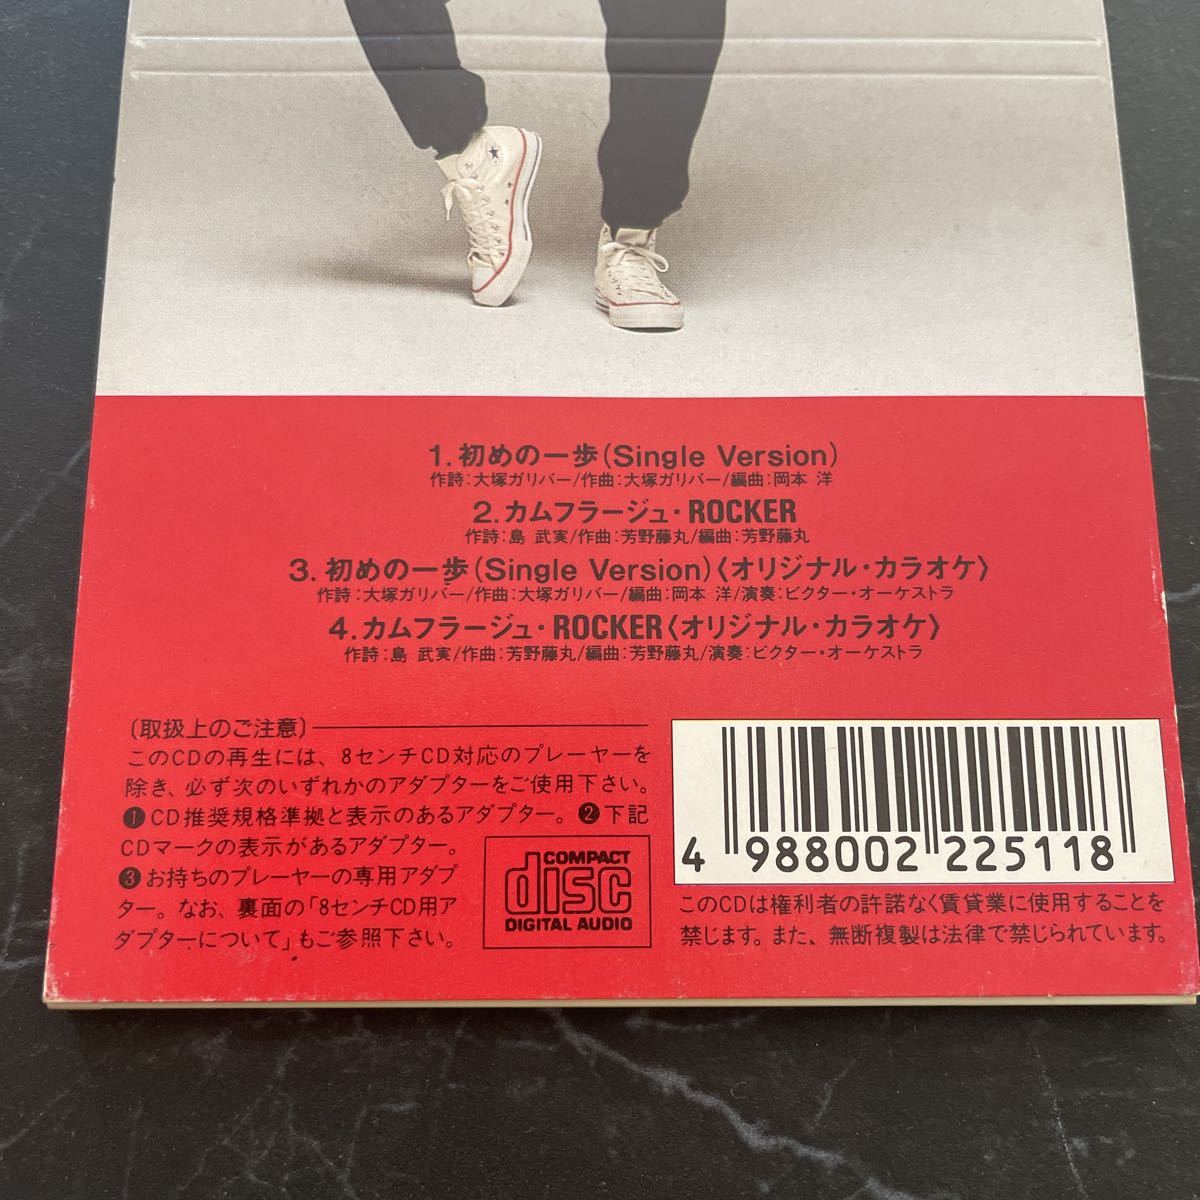 1.初めの一歩(Single Version)
作詩:大塚ガリバー/作曲:大塚ガリバー/編曲:岡本 洋
2.カムフラージュ・ROCKER
作詩:島 武実/作曲:芳野藤丸/編曲:芳野藤丸
3.初めの一歩(Single Version)〈オリジナル・カラオケ〉
作詩:大塚ガリバー/作曲:大塚ガリバー/編曲:岡本 洋/演奏:ビクター・オーケストラ
4.カムフラージュ・ROCKER〈オリジナル・カラオケ〉
作詩:島 武実/作曲:芳野藤丸/編曲:芳野藤丸/演奏:ビクター・オーケストラ
〔取扱上のご注意〕
このCDの再生には、8センチCD対応のプレーヤーを
除き、必ず次のいずれかのアダプターをご使用下さい。
❶CD推奨規格準拠と表示のあるアダプター。❷下記
CDマークの表示があるアダプター。
❸お持ちのプレーヤーの専用アダプ
ター。なお、裏面の「8センチCD用ア
ダプターについて」もご参照下さい。
COMPACT
disc
DIGITAL AUDIO
4 988002 225118
このCDは権利者の許諾なく賃貸業に使用することを
禁じます。また、無断複製は法律で禁じられています。